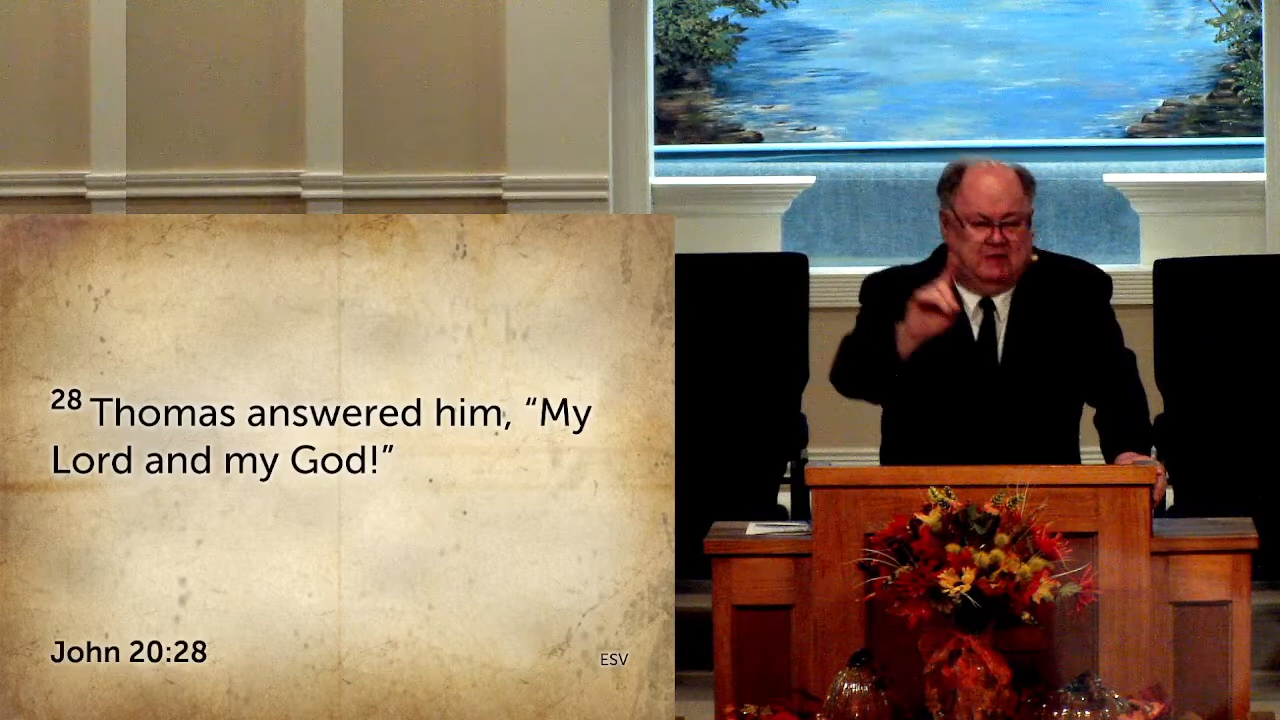 28 Thomas answered him, “My
Lord and my God!”
John 20:28
ESV